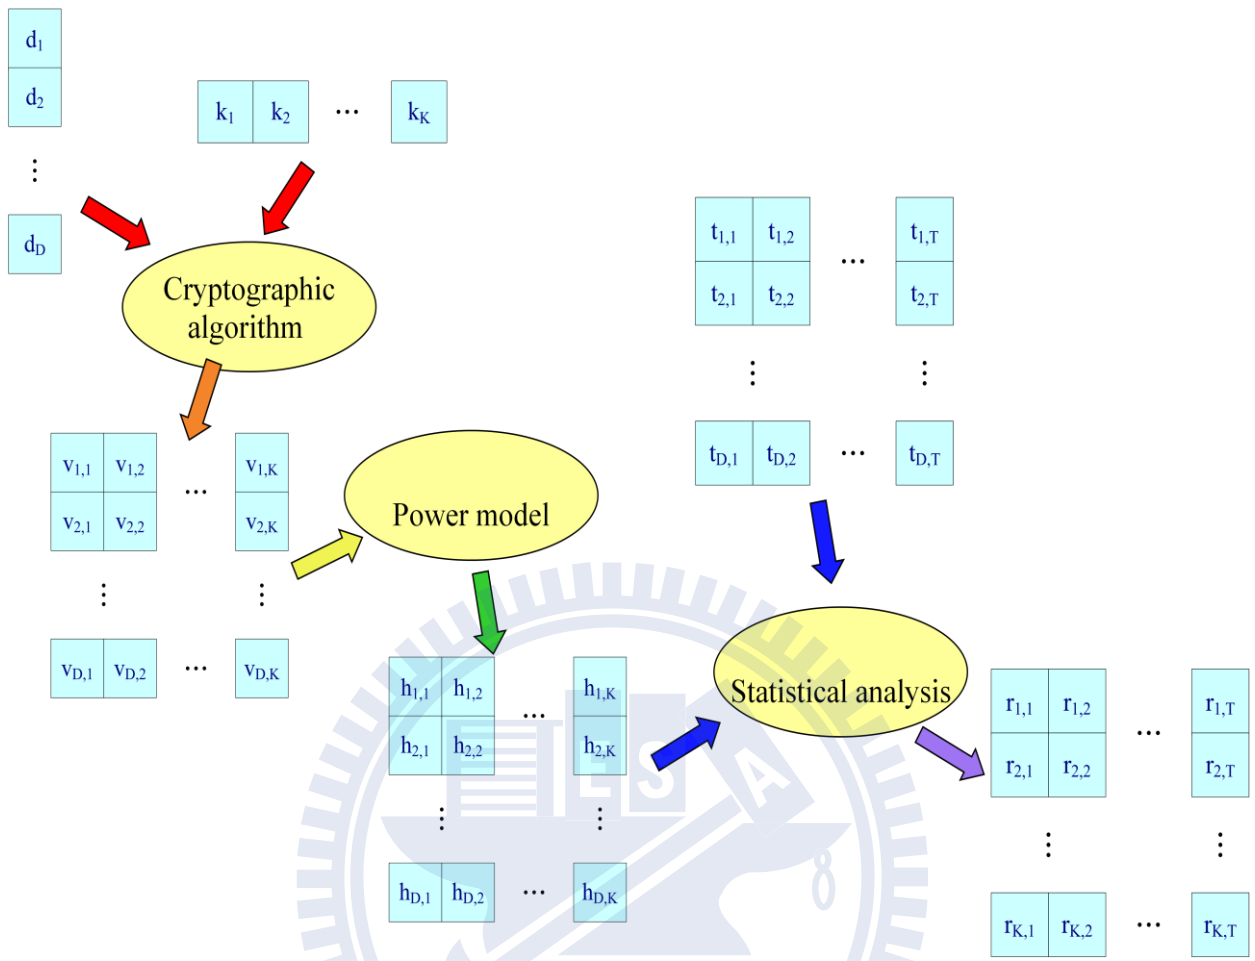 d1
d2
⋮
dD
k1 k2 ... kK
Cryptographic
algorithm
v1,1 v1,2 ... v1,K
v2,1 v2,2 v2,K
⋮ ⋮
vD,1 vD,2 ... vD,K
Power model
h1,1 h1,2 ... h1,K
h2,1 h2,2 h2,K
⋮ ⋮
hD,1 hD,2 ... hD,K
t1,1 t1,2 ... t1,T
t2,1 t2,2 t2,T
⋮ ⋮
tD,1 tD,2 ... tD,T
Statistical analysis
r1,1 r1,2 ... r1,T
r2,1 r2,2 r2,T
⋮ ⋮
rK,1 rK,2 ... rK,T
E S A
8